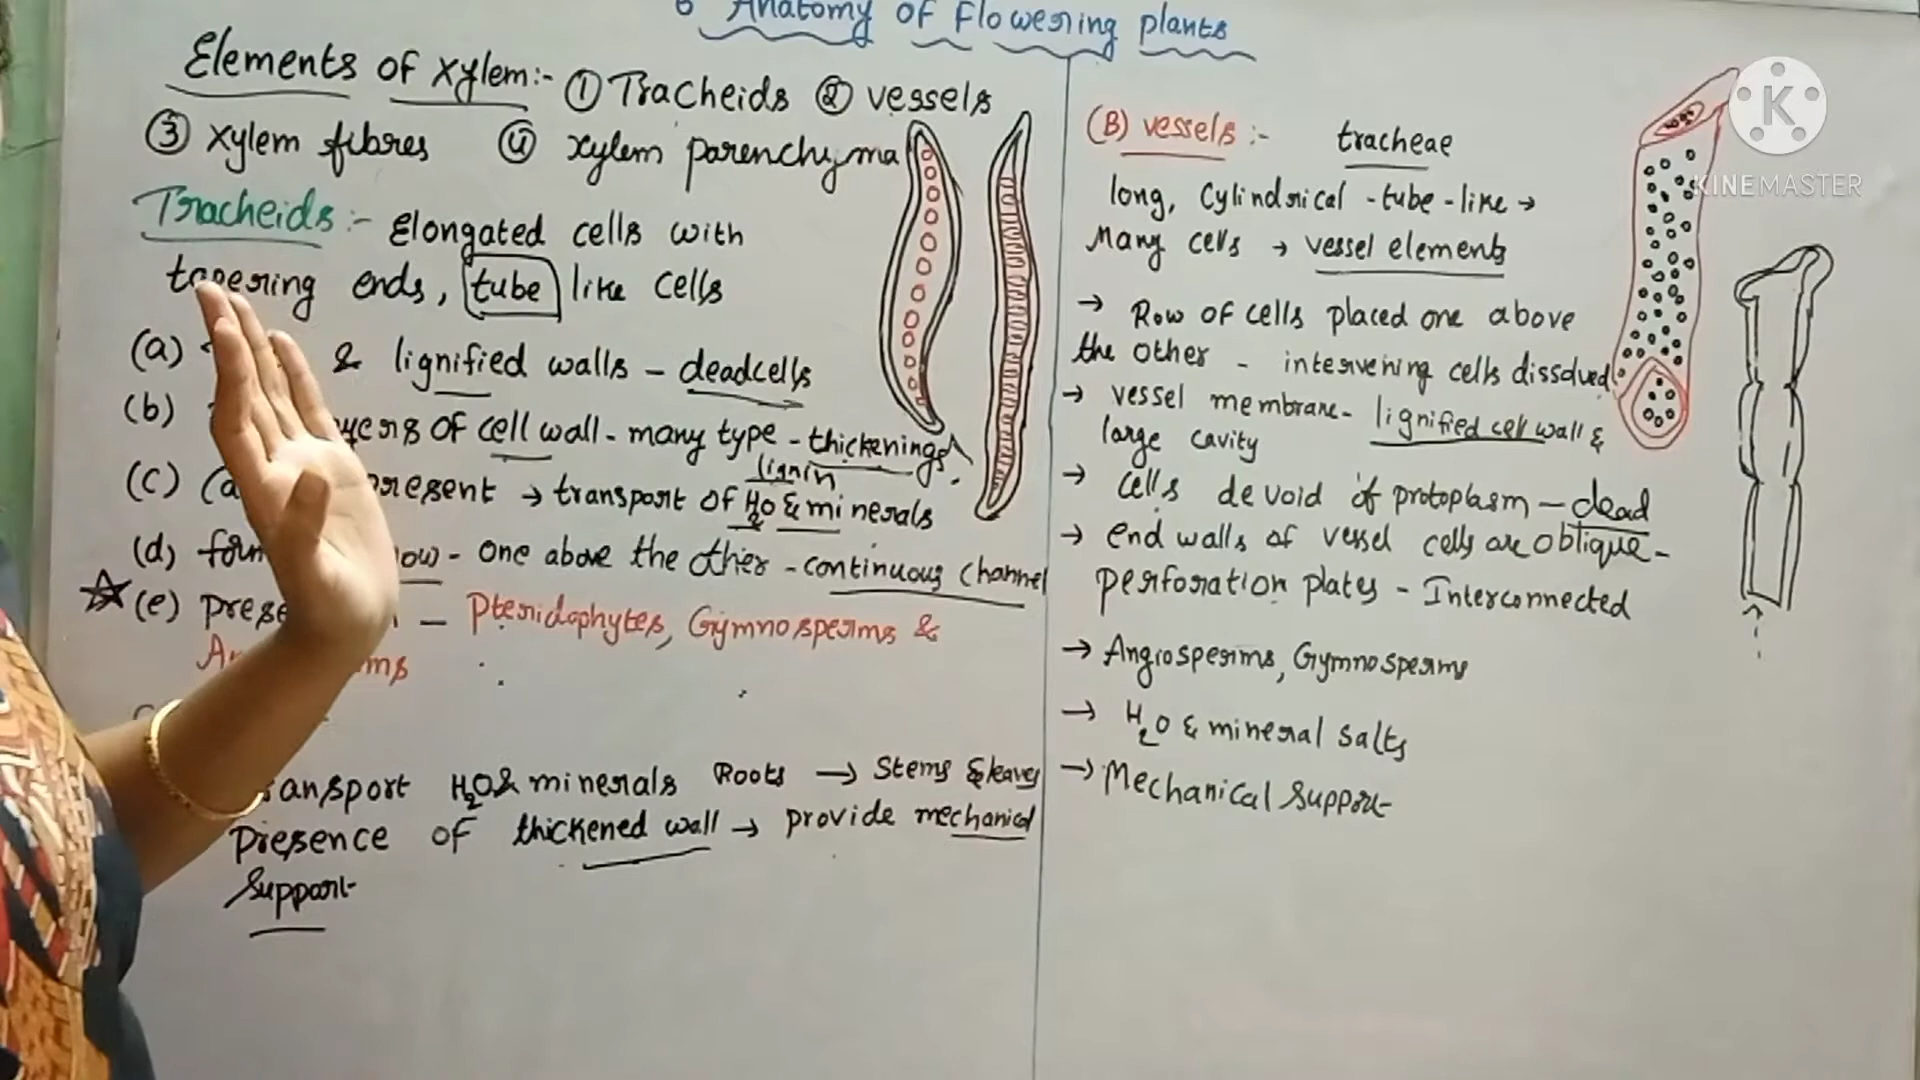 6 Anatomy of Flowering plants
Elements of xylem:- ① Tracheids ② vessels
③ xylem fibres ④ xylem parenchyma
Tracheids:- Elongated cells with
tapering ends, tube like cells
(a) & lignified walls - dead cells
(b) of cell wall - many type - thickenings
lignin
(c) present → transport of H2O & minerals
(d) one above the other - continuous channel
(e) - Pteridophytes, Gymnosperms &
H2O & minerals Roots → Stems & leaves
Presence of thickened wall → provide mechanical
Support
(B) vessels:- tracheae
long, Cylindrical - tube - like →
Many cells → vessel elements
→ Row of cells placed one above
the other - intervening cells dissolved
→ vessel membrane - lignified cell wall &
large cavity
→ cells devoid of protoplasm - dead
→ end walls of vessel cells are oblique -
perforation plates - Interconnected
→ Angiosperms, Gymnosperms
→ H2O & mineral salts
→ Mechanical Support
K
KINEMASTER